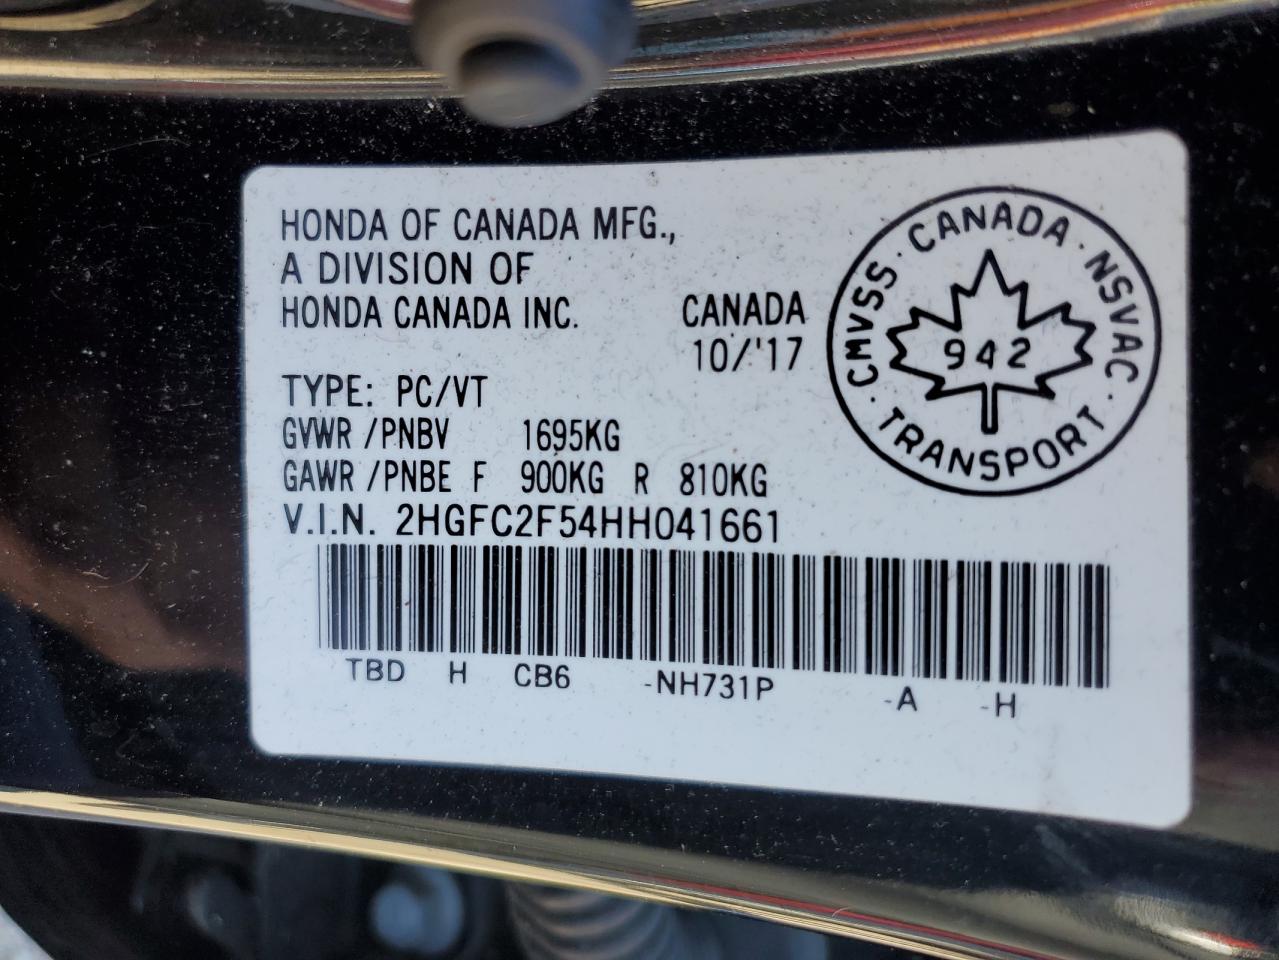 HONDA OF CANADA MFG.,
A DIVISION OF
HONDA CANADA INC. CANADA
10/'17
TYPE: PC/VT
GVWR /PNBV 1695KG
GAWR /PNBE F 900KG R 810KG
V.I.N. 2HGFC2F54HH041661
TBD H CB6 -NH731P -A -H
CMVSS · CANADA · NSVAC · TRANSPORT ·
942